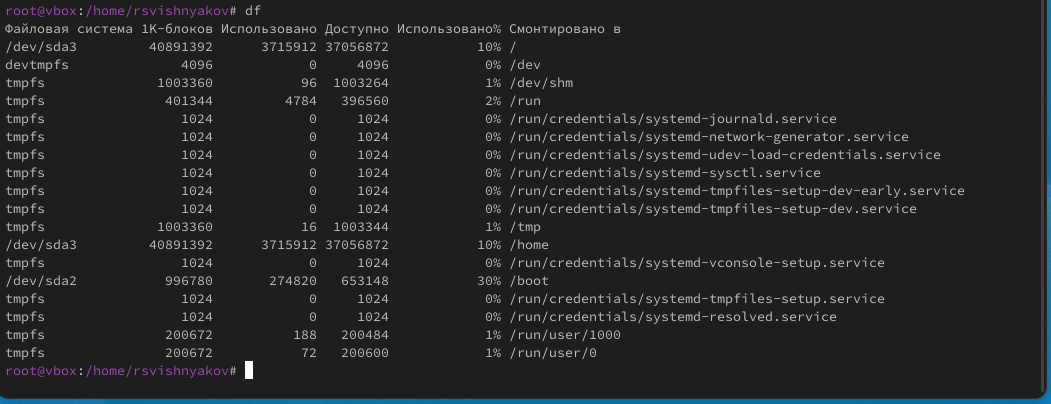 root@vbox:/home/rsvishnyakov# df
Файловая система 1K-блоков Использовано Доступно Использовано% Смонтировано в
/dev/sda3         40891392      3715912 37056872           10% /
devtmpfs              4096            0     4096            0% /dev
tmpfs              1003360           96  1003264            1% /dev/shm
tmpfs               401344         4784   396560            2% /run
tmpfs                 1024            0     1024            0% /run/credentials/systemd-journald.service
tmpfs                 1024            0     1024            0% /run/credentials/systemd-network-generator.service
tmpfs                 1024            0     1024            0% /run/credentials/systemd-udev-load-credentials.service
tmpfs                 1024            0     1024            0% /run/credentials/systemd-sysctl.service
tmpfs                 1024            0     1024            0% /run/credentials/systemd-tmpfiles-setup-dev-early.service
tmpfs                 1024            0     1024            0% /run/credentials/systemd-tmpfiles-setup-dev.service
tmpfs              1003360           16  1003344            1% /tmp
/dev/sda3         40891392      3715912 37056872           10% /home
tmpfs                 1024            0     1024            0% /run/credentials/systemd-vconsole-setup.service
/dev/sda2           996780       274820   653148           30% /boot
tmpfs                 1024            0     1024            0% /run/credentials/systemd-tmpfiles-setup.service
tmpfs                 1024            0     1024            0% /run/credentials/systemd-resolved.service
tmpfs               200672          188   200484            1% /run/user/1000
tmpfs               200672           72   200600            1% /run/user/0
root@vbox:/home/rsvishnyakov#